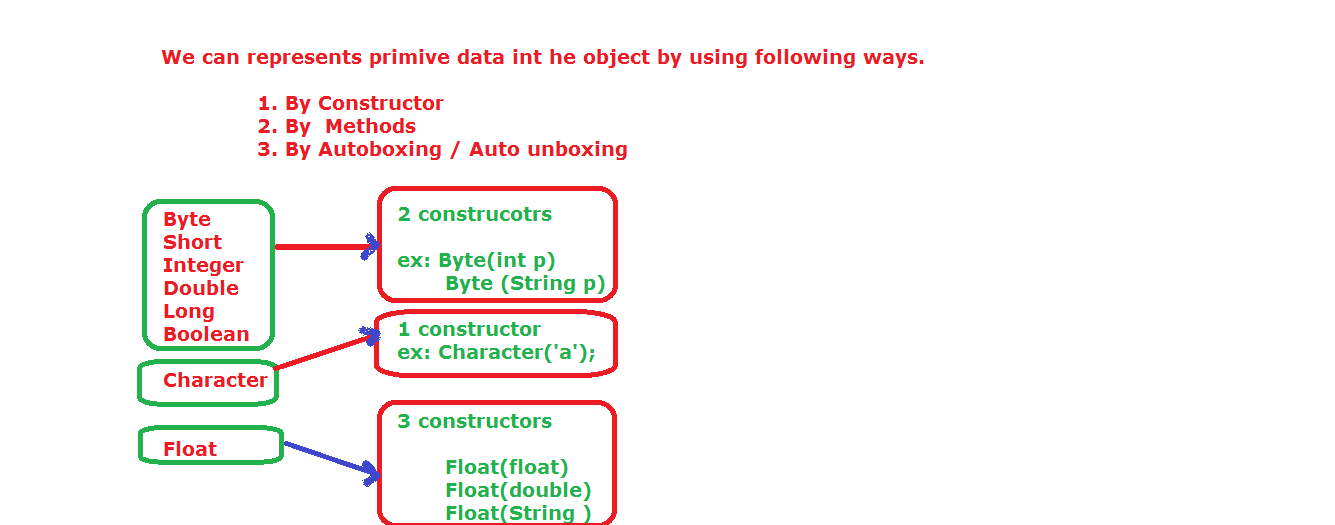 We can represents primive data int he object by using following ways.
1. By Constructor
2. By  Methods
3. By Autoboxing / Auto unboxing
Byte
Short
Integer
Double
Long
Boolean
2 construcotrs
ex: Byte(int p)
Byte (String p)
Character
1 constructor
ex: Character('a');
Float
3 constructors
Float(float)
Float(double)
Float(String )